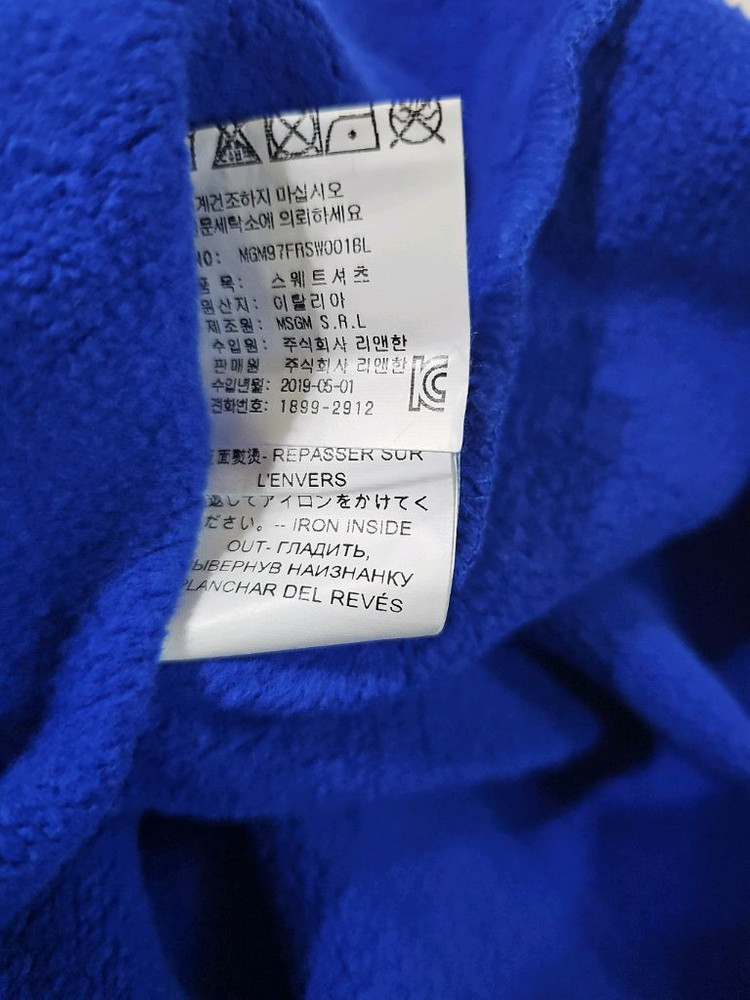 계건조하지 마십시오
문세탁소에 의뢰하세요
NO: MGM97FRSW001BL
품 목: 스웨트셔츠
원산지: 이탈리아
제조원: MSGM S.R.L
수입원: 주식회사 리앤한
판매원 주식회사 리앤한
수입년월: 2019-05-01
전화번호: 1899-2912
面熨烫- REPASSER SUR
L'ENVERS
返してアイロンをかけてく
ださい。-- IRON INSIDE
OUT- ГЛАДИТЬ,
ЫВЕРНУВ НАИЗНАНКУ
PLANCHAR DEL REVÉS